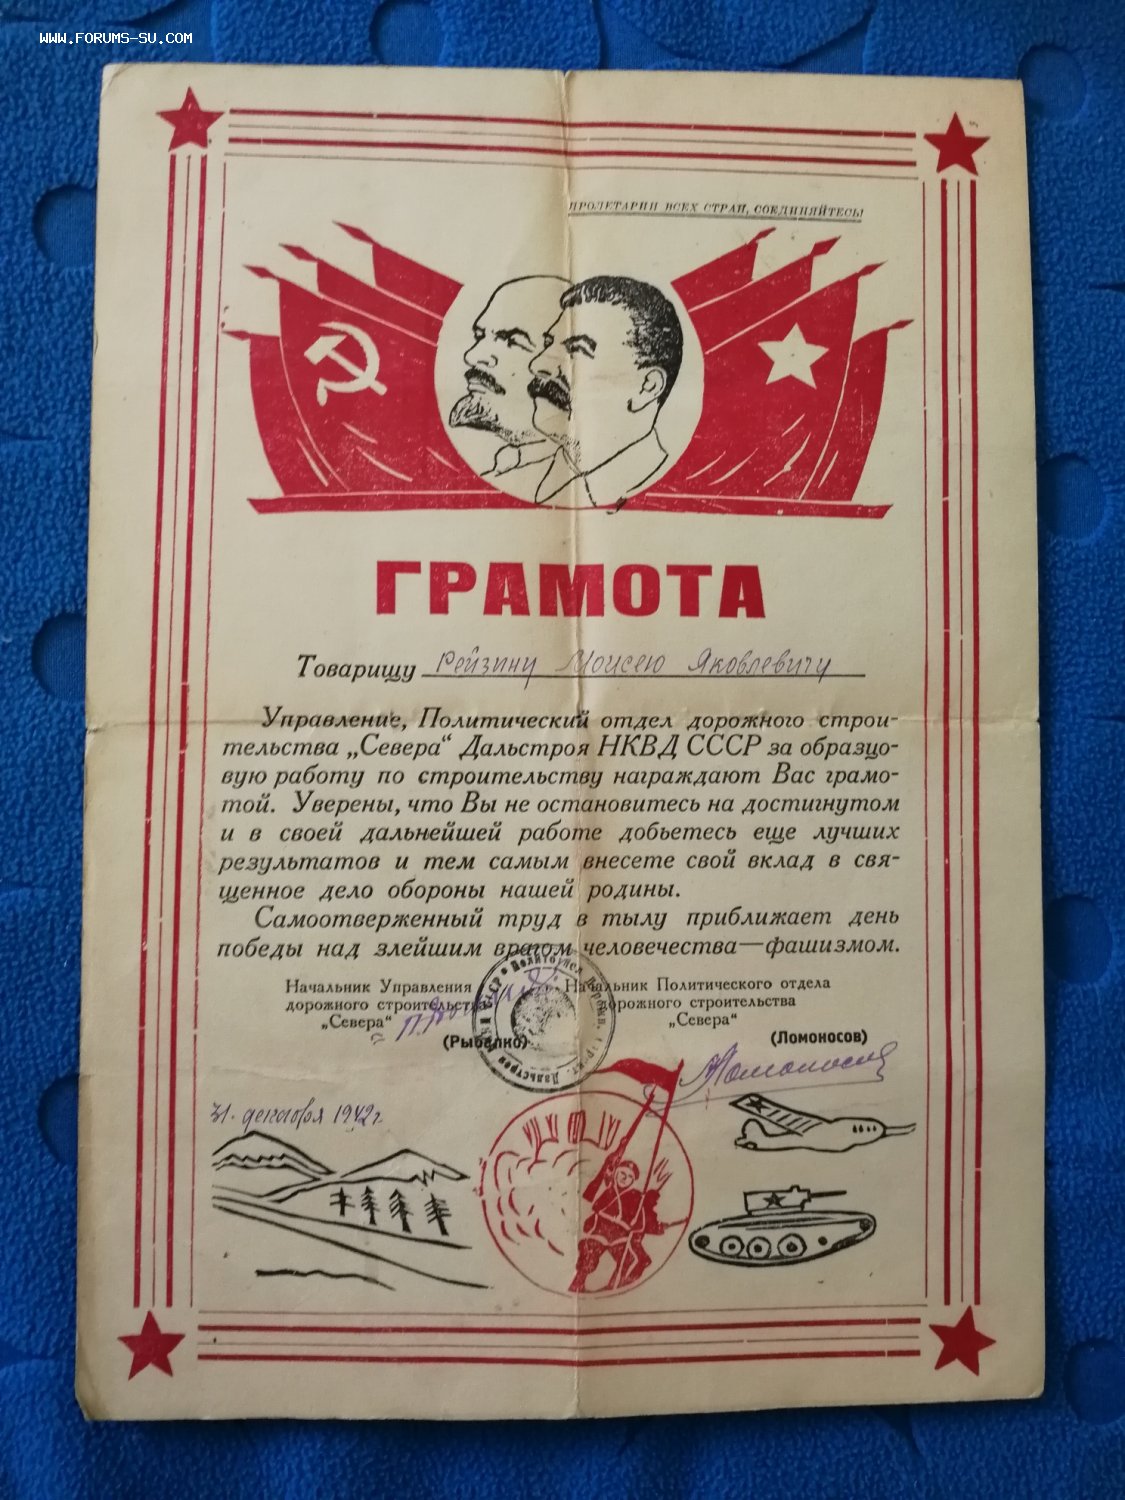 WWW.FORUMS-SU.COM
ПРОЛЕТАРИИ ВСЕХ СТРАН, СОЕДИНЯЙТЕСЬ!
ГРАМОТА
Товарищу Рейзину Моисею Яковлевичу
Управление, Политический отдел дорожного строи-
тельства „Севера“ Дальстроя НКВД СССР за образцо-
вую работу по строительству награждают Вас грамо-
той. Уверены, что Вы не остановитесь на достигнутом
и в своей дальнейшей работе добьетесь еще лучших
результатов и тем самым внесете свой вклад в свя-
щенное дело обороны нашей родины.
Самоотверженный труд в тылу приближает день
победы над злейшим врагом человечества—фашизмом.
Начальник Управления
дорожного строительства
„Севера“
(Рыбалко)
Начальник Политического отдела
дорожного строительства
„Севера“
(Ломоносов)
31 декабря 1942 г.